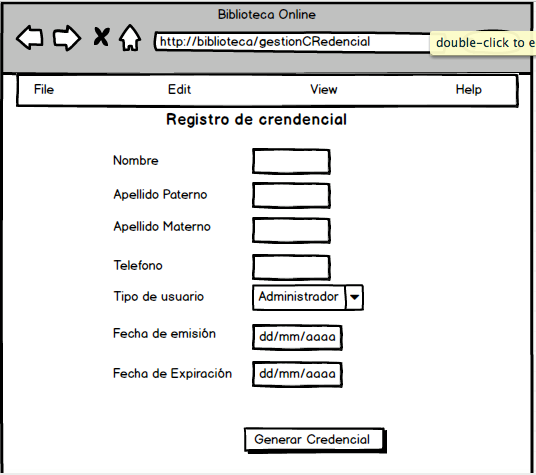 Biblioteca Online
http://biblioteca/gestionCRedencial
double-click to e
File Edit View Help
Registro de crendencial
Nombre
Apellido Paterno
Apellido Materno
Telefono
Tipo de usuario Administrador
Fecha de emisión dd/mm/aaaa
Fecha de Expiración dd/mm/aaaa
Generar Credencial